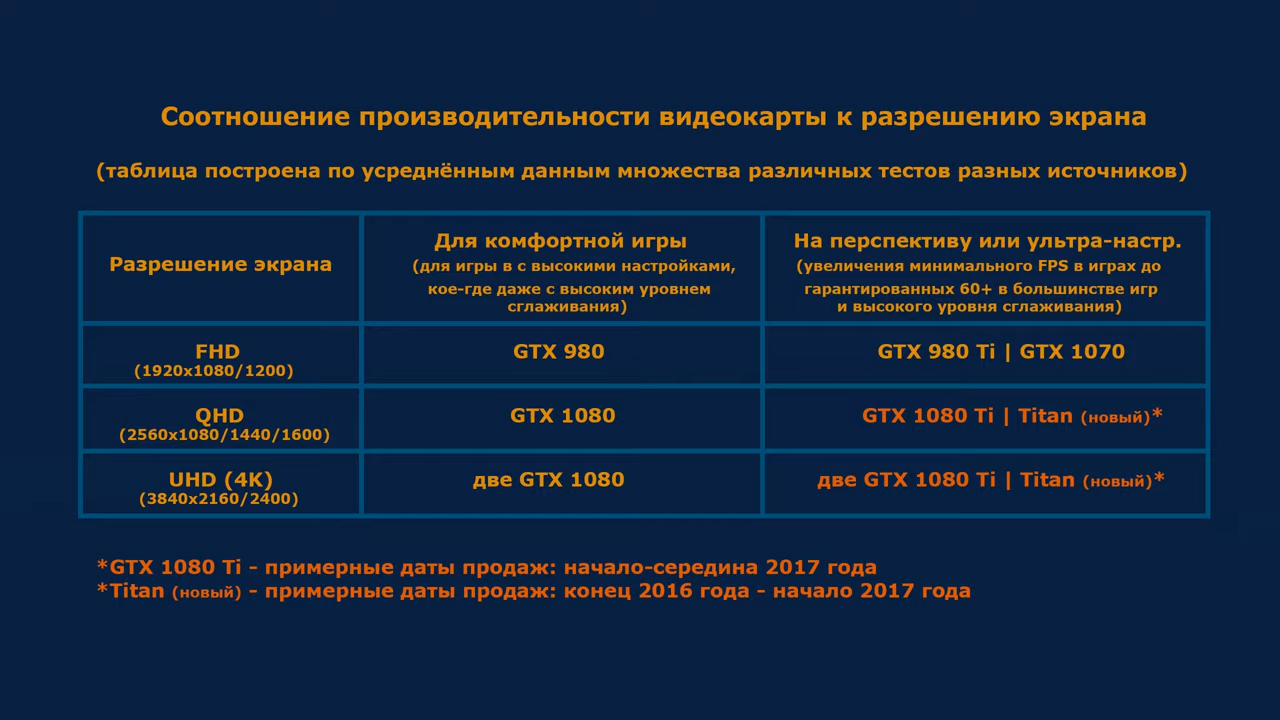 Соотношение производительности видеокарты к разрешению экрана
(таблица построена по усреднённым данным множества различных тестов разных источников)
Разрешение экрана
Для комфортной игры
(для игры в с высокими настройками,
кое-где даже с высоким уровнем
сглаживания)
На перспективу или ультра-настр.
(увеличения минимального FPS в играх до
гарантированных 60+ в большинстве игр
и высокого уровня сглаживания)
FHD
(1920x1080/1200)
GTX 980
GTX 980 Ti | GTX 1070
QHD
(2560x1080/1440/1600)
GTX 1080
GTX 1080 Ti | Titan (новый)*
UHD (4K)
(3840x2160/2400)
две GTX 1080
две GTX 1080 Ti | Titan (новый)*
*GTX 1080 Ti - примерные даты продаж: начало-середина 2017 года
*Titan (новый) - примерные даты продаж: конец 2016 года - начало 2017 года